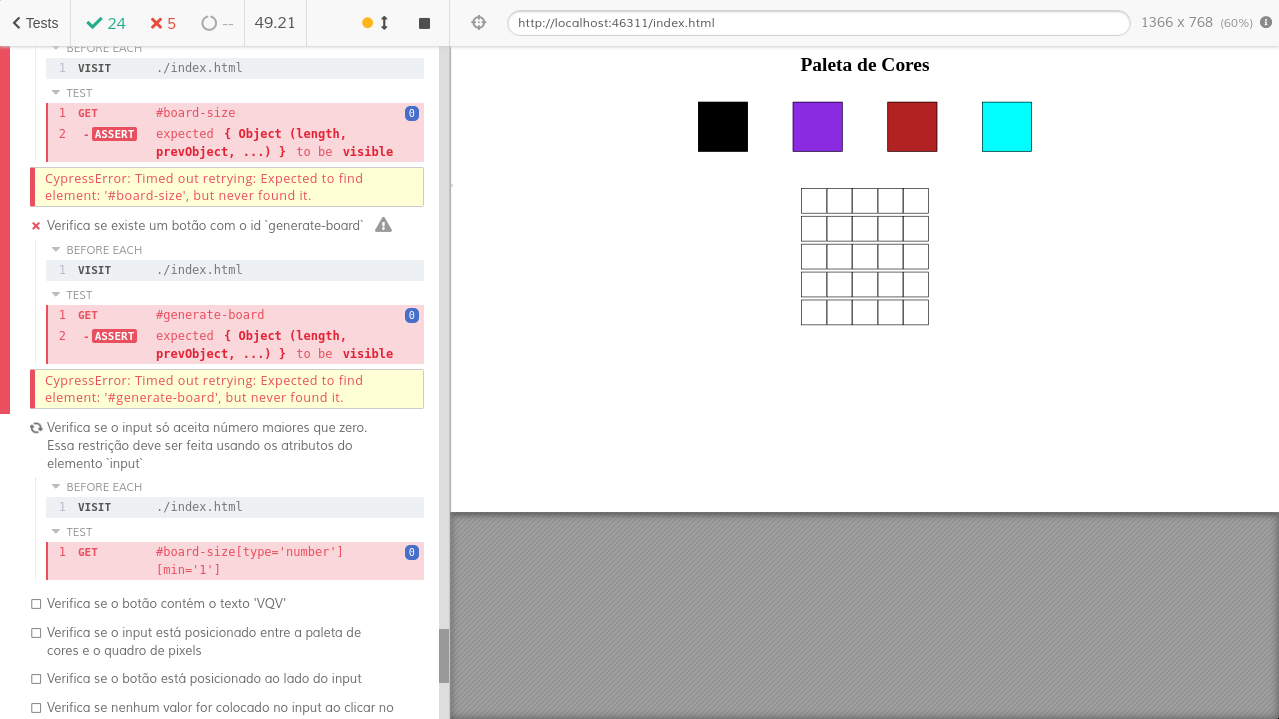 Tests 24 5 -- 49.21 http://localhost:46311/index.html 1366 x 768 (60%)
BEFORE EACH
1 VISIT ./index.html
TEST
1 GET #board-size 0
2 -ASSERT expected { Object (length,
prevObject, ...) } to be visible
CypressError: Timed out retrying: Expected to find
element: '#board-size', but never found it.
Verifica se existe um botão com o id `generate-board`
BEFORE EACH
1 VISIT ./index.html
TEST
1 GET #generate-board 0
2 -ASSERT expected { Object (length,
prevObject, ...) } to be visible
CypressError: Timed out retrying: Expected to find
element: '#generate-board', but never found it.
Verifica se o input só aceita número maiores que zero.
Essa restrição deve ser feita usando os atributos do
elemento `input`
BEFORE EACH
1 VISIT ./index.html
TEST
1 GET #board-size[type='number'] 0
[min='1']
Verifica se o botão contém o texto 'VQV'
Verifica se o input está posicionado entre a paleta de
cores e o quadro de pixels
Verifica se o botão está posicionado ao lado do input
Verifica se nenhum valor for colocado no input ao clicar no
Paleta de Cores